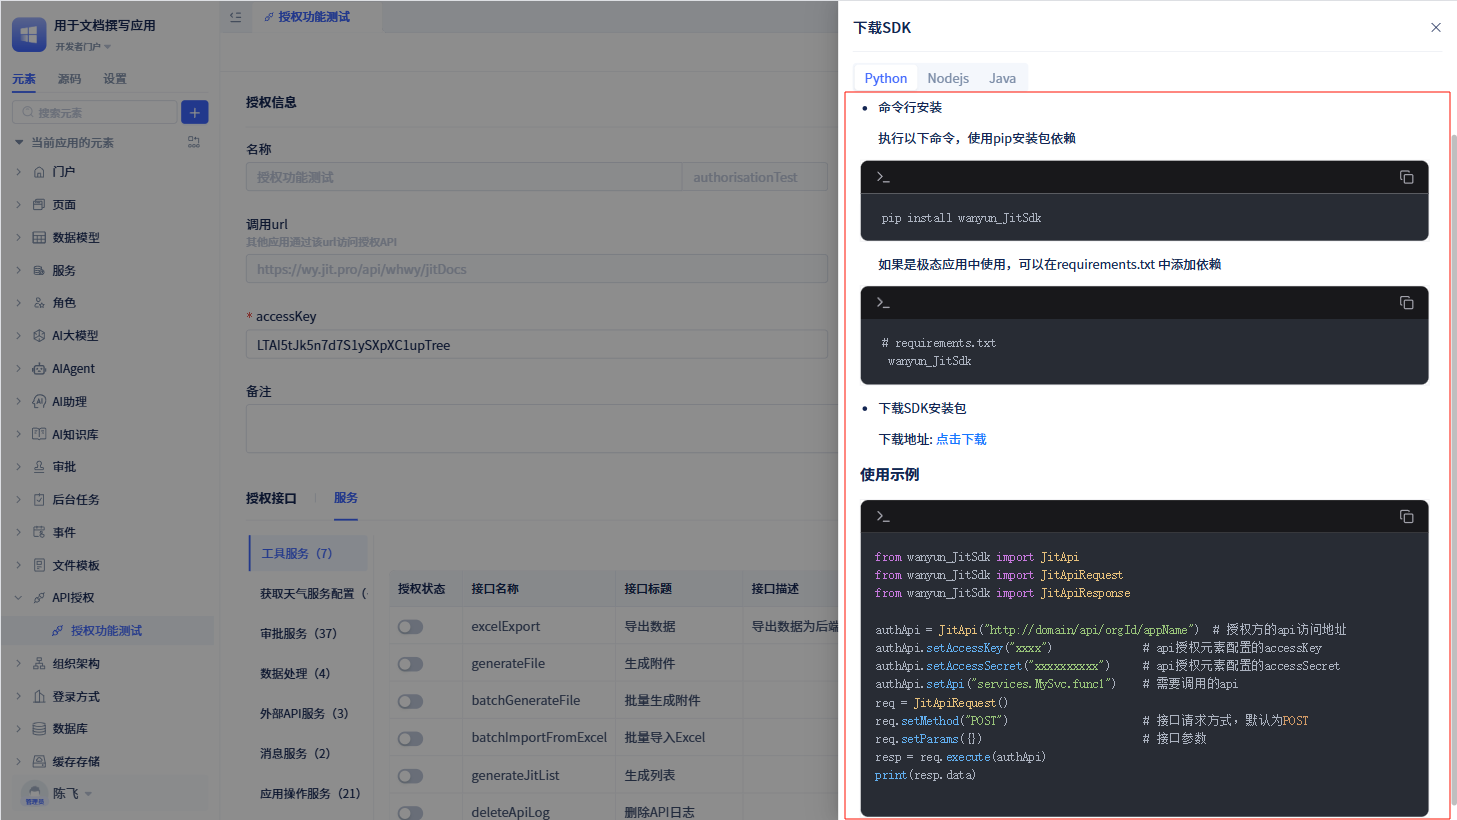 用于文档撰写应用
开发者门户
元素 源码 设置
搜索元素
当前应用的元素
门户
页面
数据模型
服务
角色
AI大模型
AIAgent
AI助理
AI知识库
审批
后台任务
事件
文件模板
API授权
授权功能测试
组织架构
登录方式
数据库
缓存存储
管理员
陈飞
授权功能测试
授权信息
名称
授权功能测试 authorisationTest
调用url
其他应用通过该url访问授权API
https://wy.jit.pro/api/whwy/jitDocs
* accessKey
LTAI5tJk5n7d7S1ySXpXC1upTree
备注
授权接口 服务
工具服务（7）
获取天气服务配置（
审批服务（37）
数据处理（4）
外部API服务（3）
消息服务（2）
应用操作服务（21）
授权状态 接口名称 接口标题 接口描述
excelExport 导出数据 导出数据为后端
generateFile 生成附件
batchGenerateFile 批量生成附件
batchImportFromExcel 批量导入Excel
generateJitList 生成列表
deleteApiLog 删除API日志
下载SDK
Python Nodejs Java
• 命令行安装
执行以下命令，使用pip安装包依赖
>_
pip install wanyun_JitSdk
如果是极态应用中使用，可以在requirements.txt 中添加依赖
>_
# requirements.txt
wanyun_JitSdk
• 下载SDK安装包
下载地址: 点击下载
使用示例
>_
from wanyun_JitSdk import JitApi
from wanyun_JitSdk import JitApiRequest
from wanyun_JitSdk import JitApiResponse
authApi = JitApi("http://domain/api/orgId/appName") # 授权方的api访问地址
authApi.setAccessKey("xxxx") # api授权元素配置的accessKey
authApi.setAccessSecret("xxxxxxxxxx") # api授权元素配置的accessSecret
authApi.setApi("services.MySvc.func1") # 需要调用的api
req = JitApiRequest()
req.setMethod("POST") # 接口请求方式，默认为POST
req.setParams({}) # 接口参数
resp = req.execute(authApi)
print(resp.data)